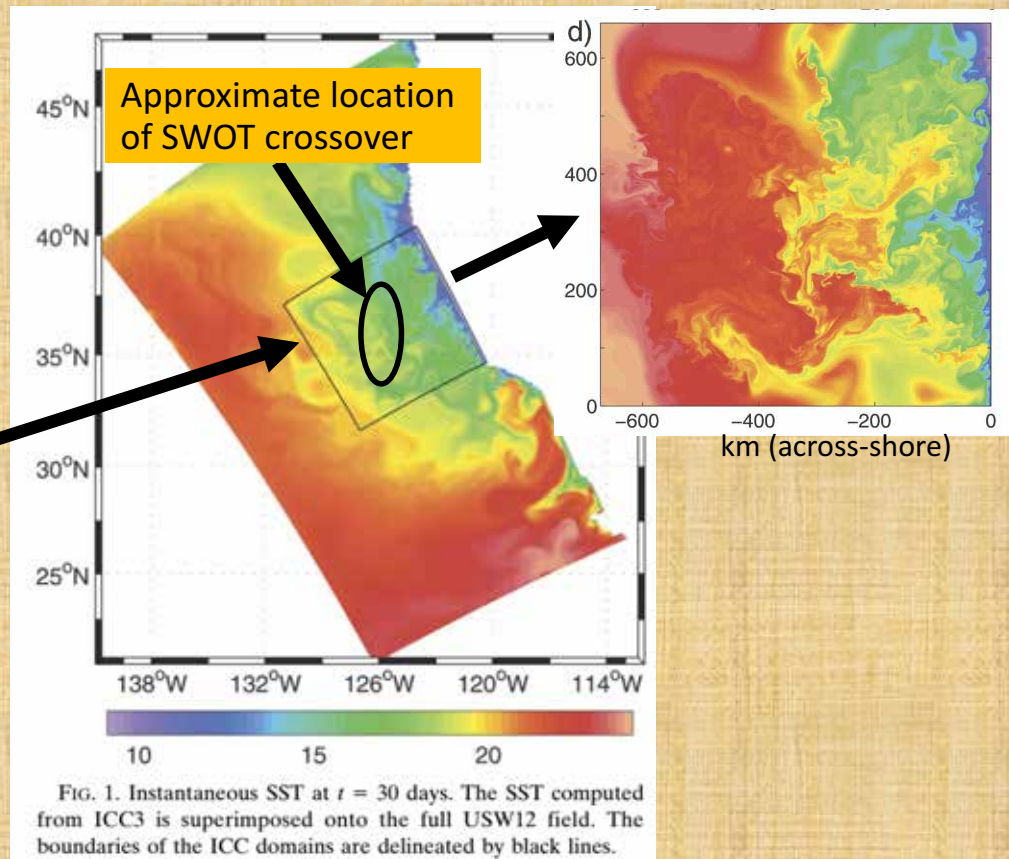 Approximate location
of SWOT crossover
45°N
40°N
35°N
30°N
25°N
138°W 132°W 126°W 120°W 114°W
10 15 20
FIG. 1. Instantaneous SST at t = 30 days. The SST computed
from ICC3 is superimposed onto the full USW12 field. The
boundaries of the ICC domains are delineated by black lines.
d)
600
400
200
0
−600 −400 −200 0
km (across-shore)